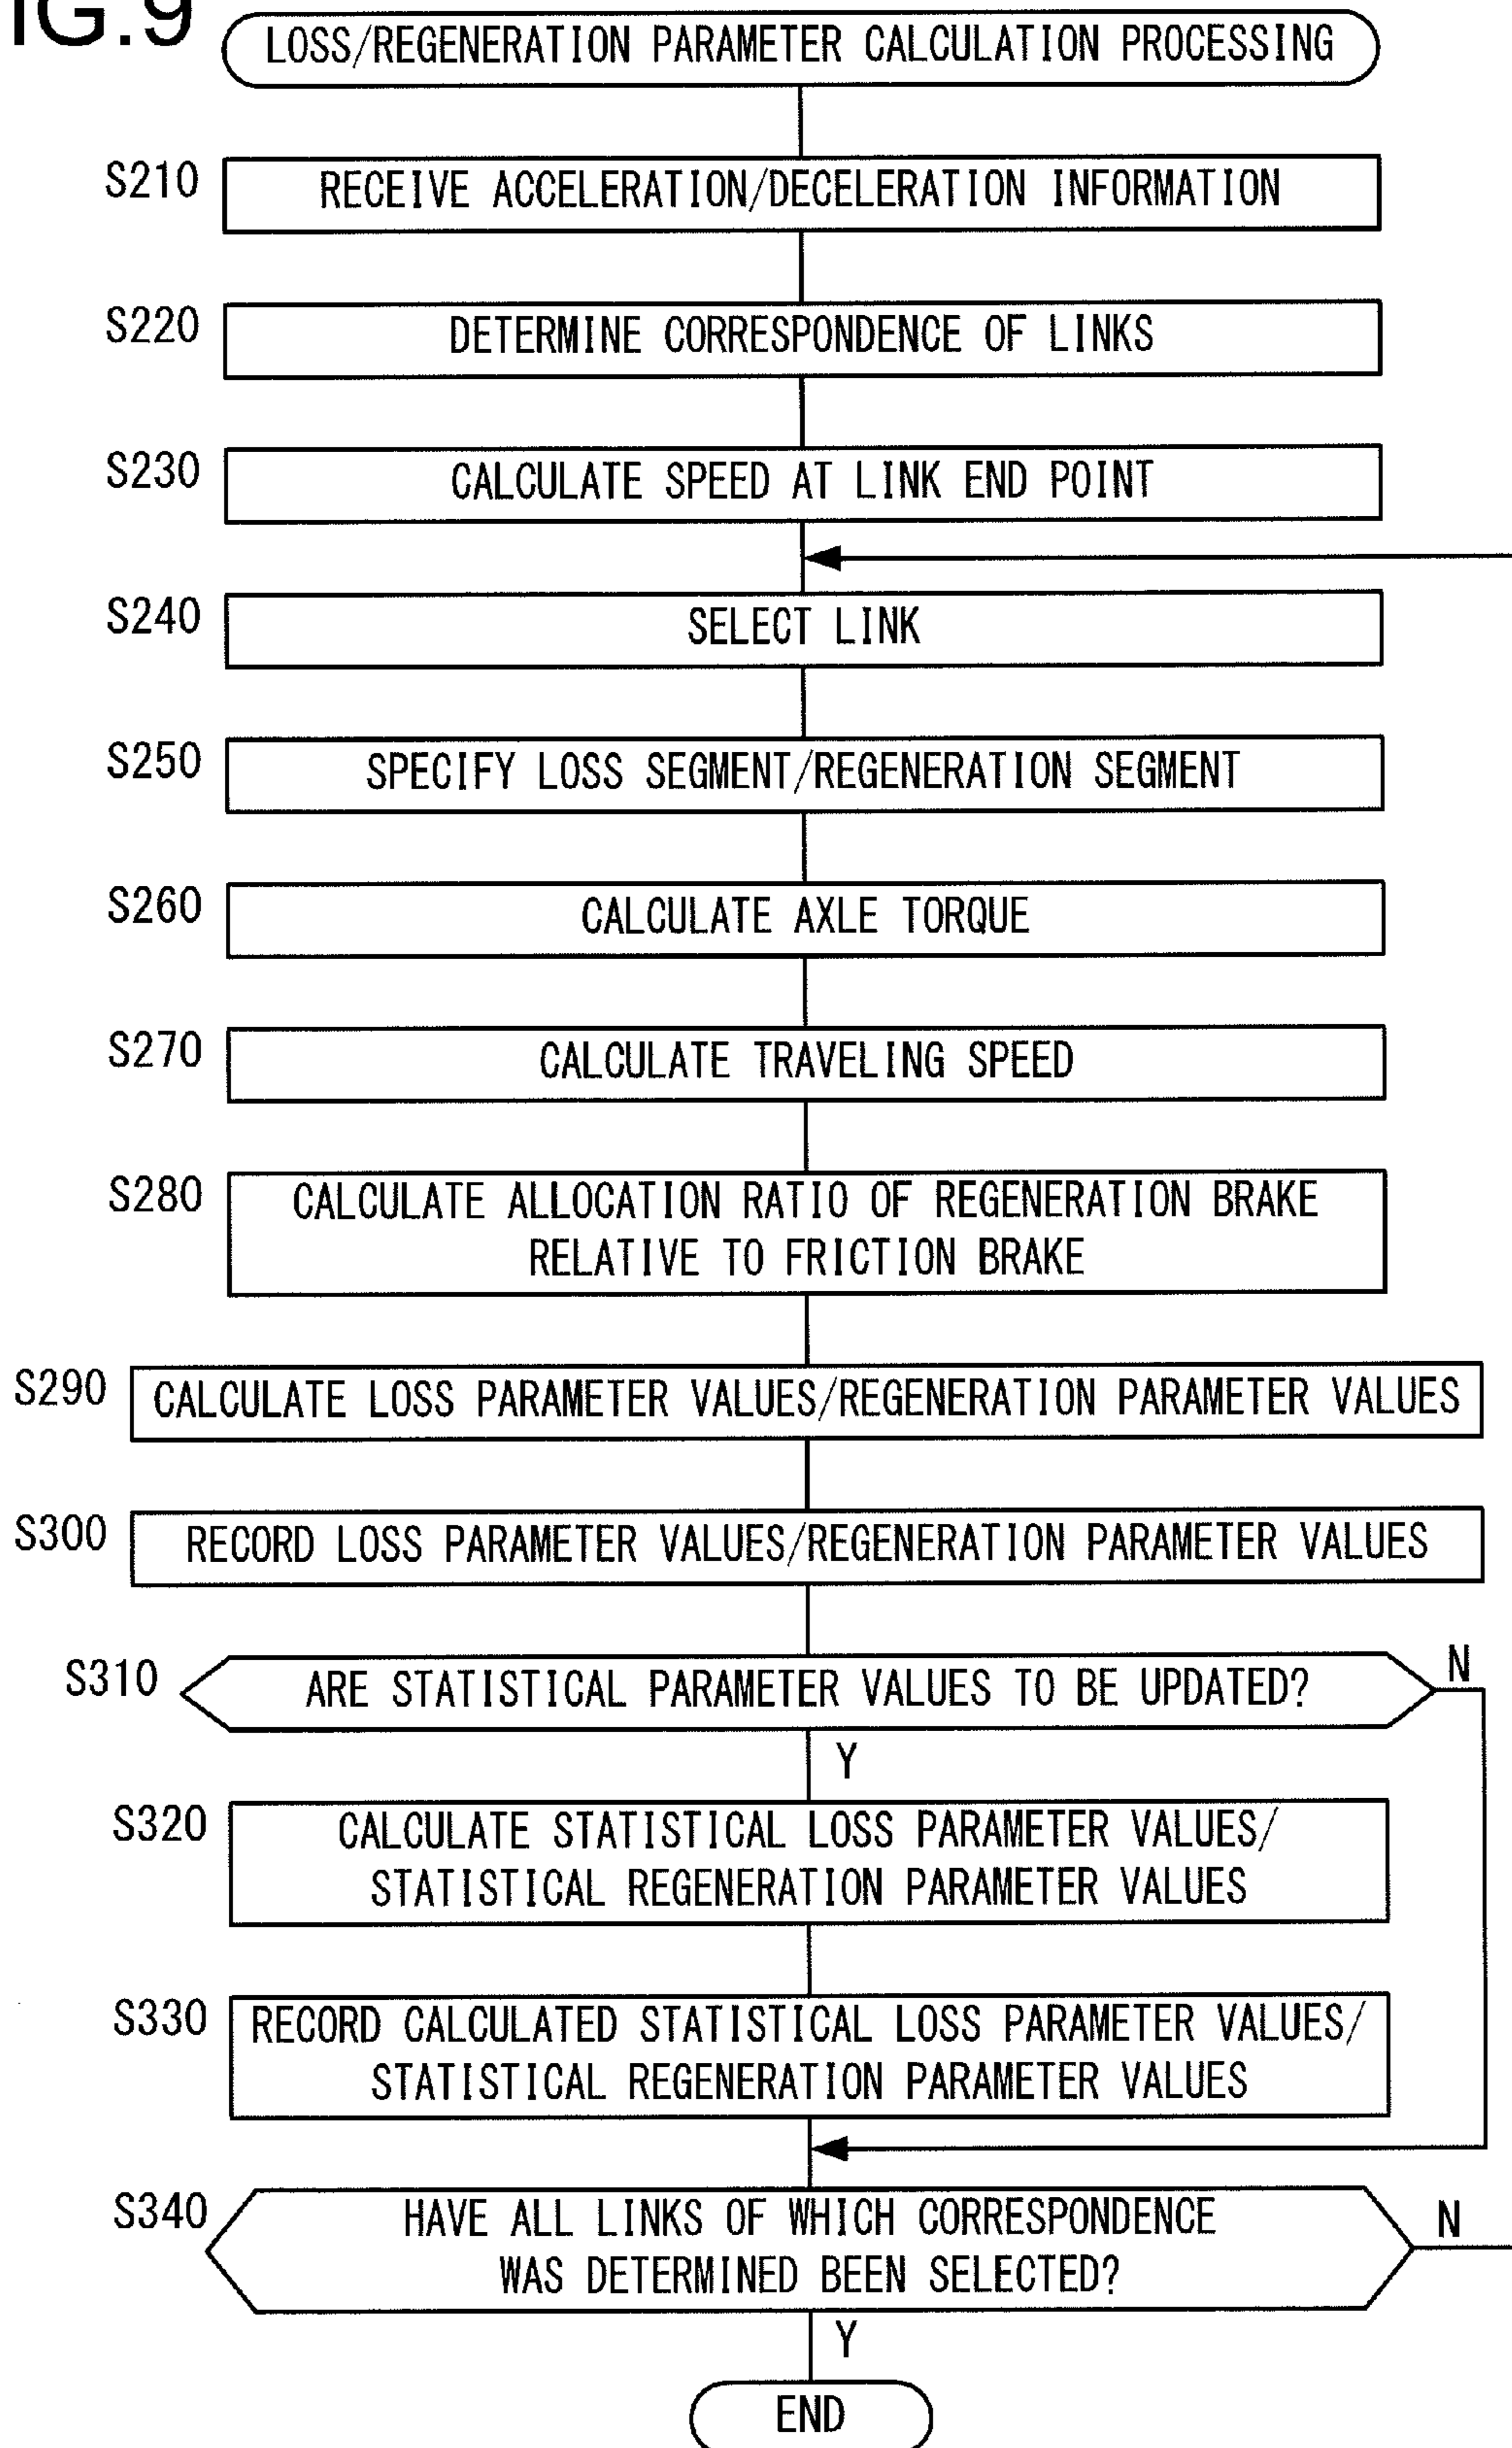 IG.9
LOSS/REGENERATION PARAMETER CALCULATION PROCESSING
S210
RECEIVE ACCELERATION/DECELERATION INFORMATION
S220
DETERMINE CORRESPONDENCE OF LINKS
S230
CALCULATE SPEED AT LINK END POINT
S240
SELECT LINK
S250
SPECIFY LOSS SEGMENT/REGENERATION SEGMENT
S260
CALCULATE AXLE TORQUE
S270
CALCULATE TRAVELING SPEED
S280
CALCULATE ALLOCATION RATIO OF REGENERATION BRAKE
RELATIVE TO FRICTION BRAKE
S290
CALCULATE LOSS PARAMETER VALUES/REGENERATION PARAMETER VALUES
S300
RECORD LOSS PARAMETER VALUES/REGENERATION PARAMETER VALUES
S310
ARE STATISTICAL PARAMETER VALUES TO BE UPDATED?
N
Y
S320
CALCULATE STATISTICAL LOSS PARAMETER VALUES/
STATISTICAL REGENERATION PARAMETER VALUES
S330
RECORD CALCULATED STATISTICAL LOSS PARAMETER VALUES/
STATISTICAL REGENERATION PARAMETER VALUES
S340
HAVE ALL LINKS OF WHICH CORRESPONDENCE
WAS DETERMINED BEEN SELECTED?
N
Y
END